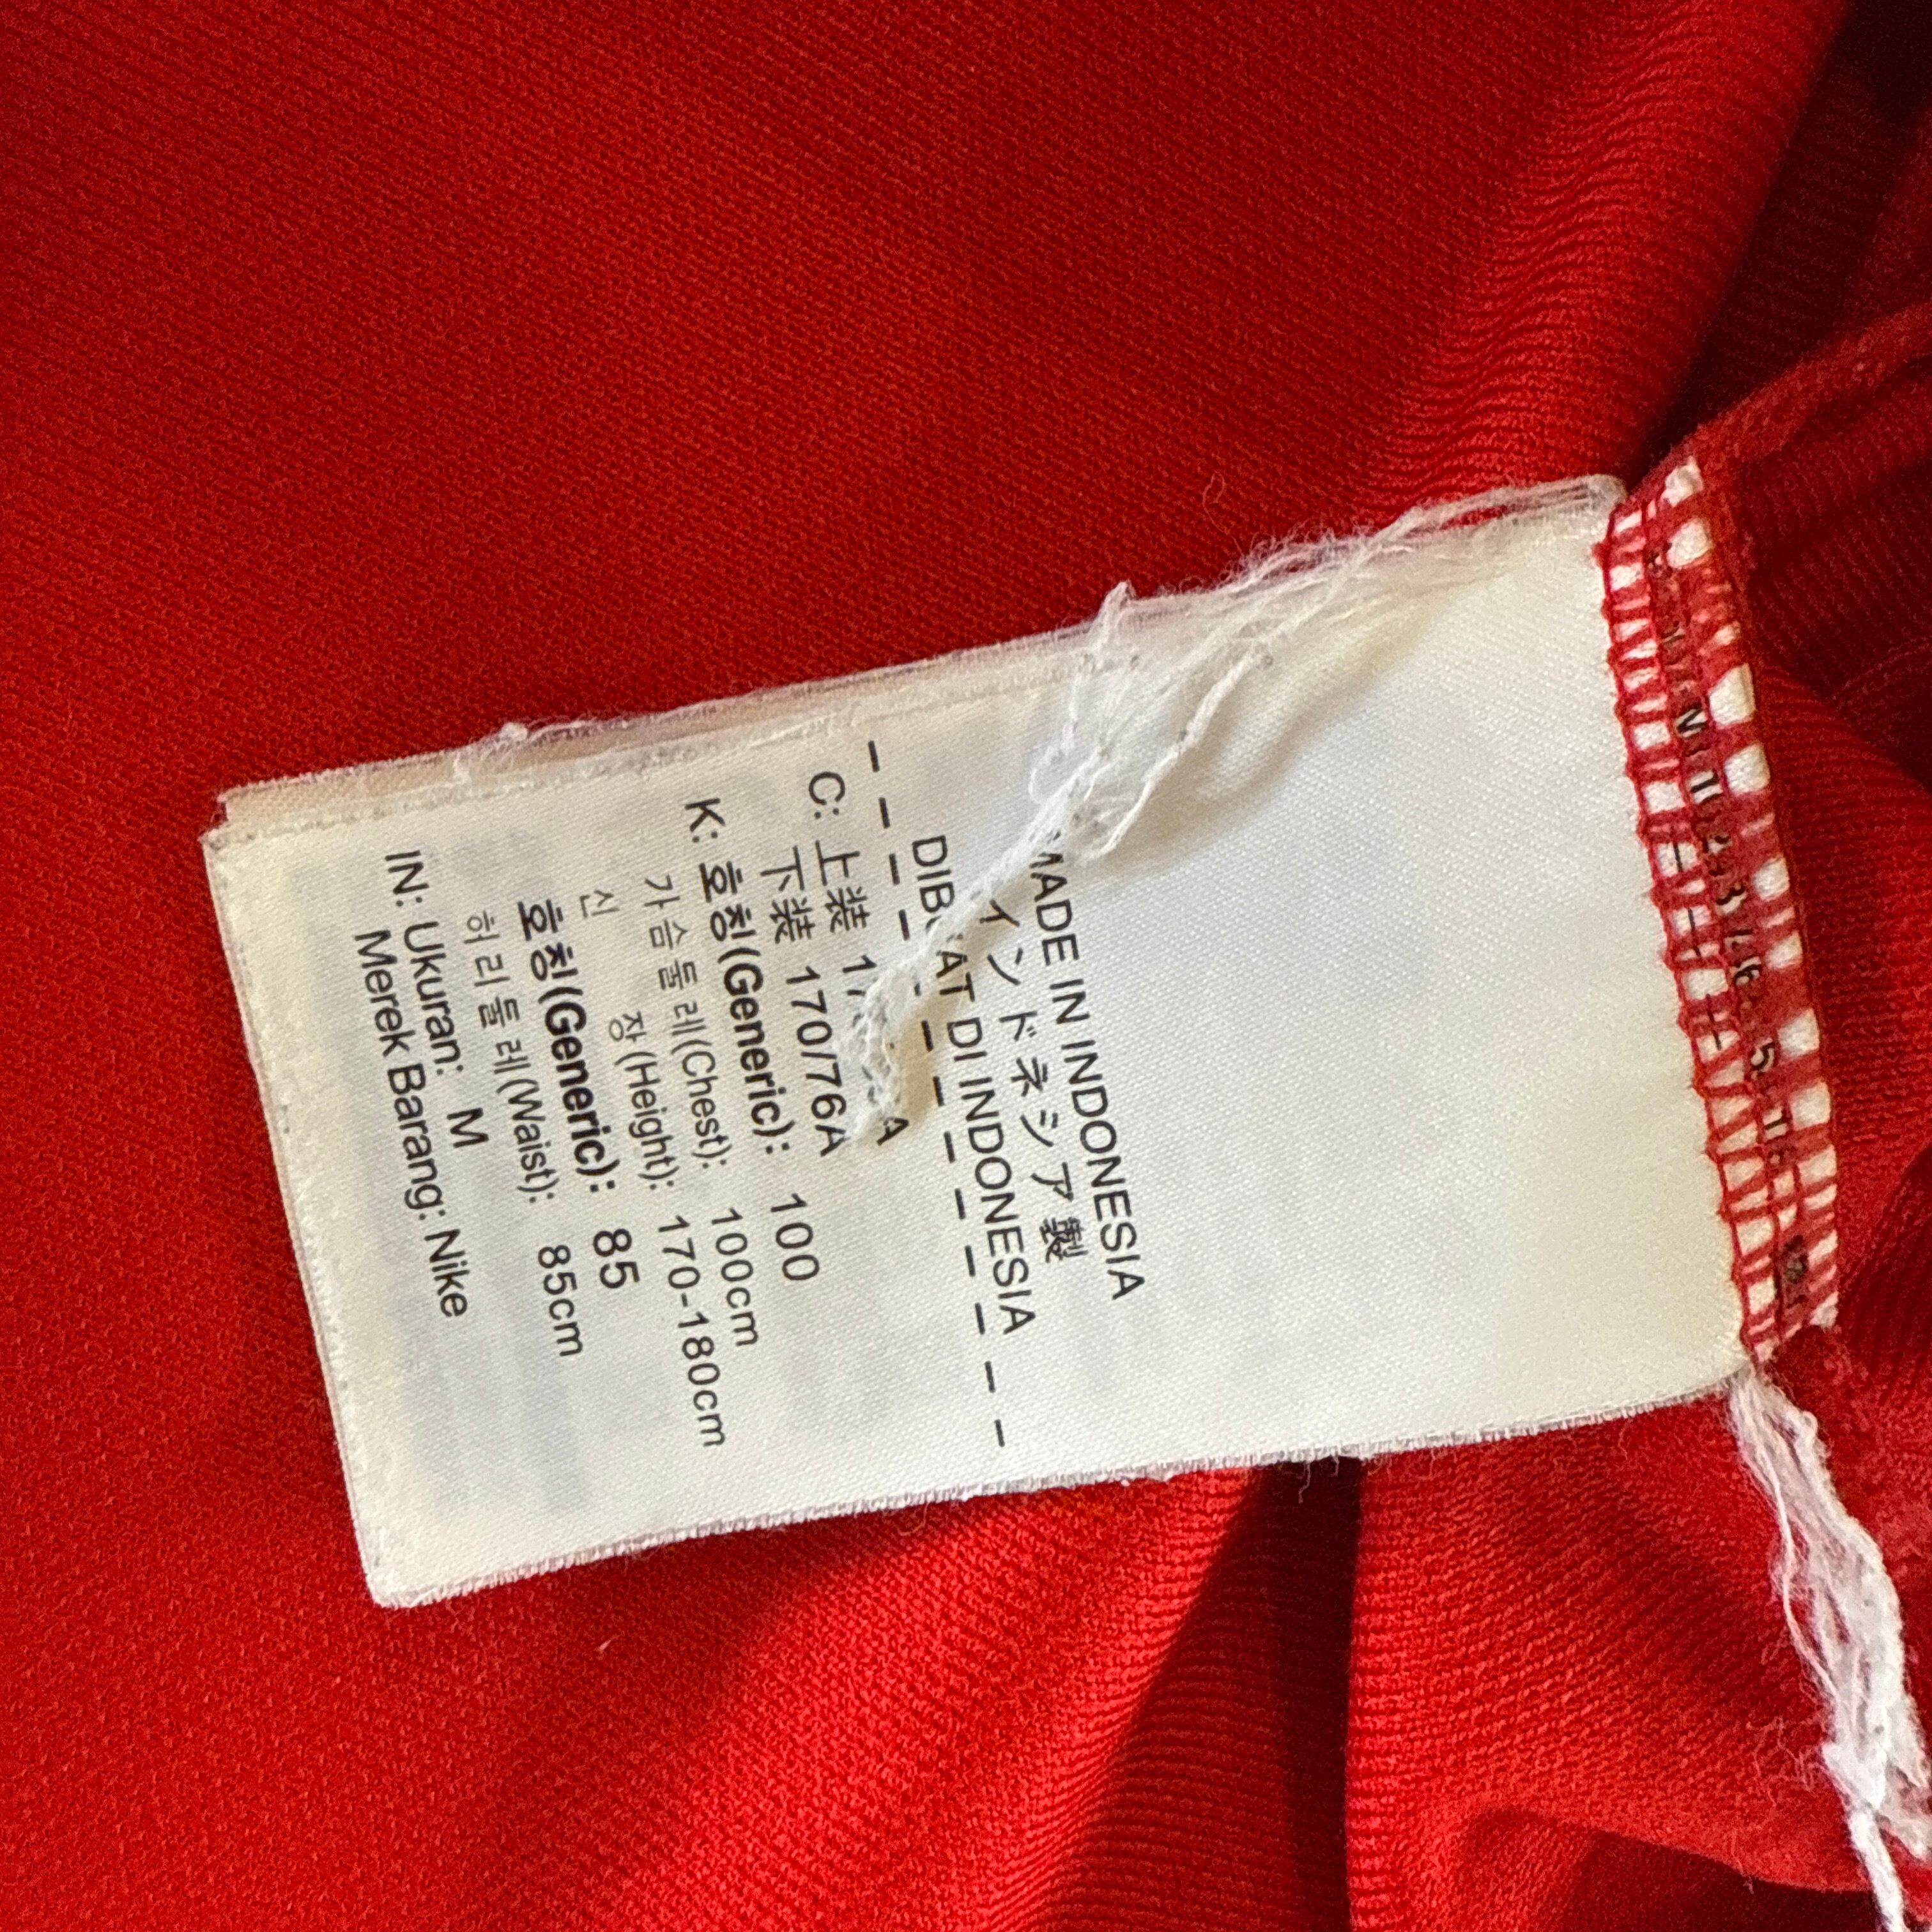 MADE IN INDONESIA
インドネシア製
DI INDONESIA
C: 上装
下装 170/76A
K: 호칭(Generic): 100
가슴둘레(Chest): 100cm
신 장(Height): 170-180cm
호칭(Generic): 85
허리둘레(Waist): 85cm
IN: Ukuran: M
Merek Barang: Nike